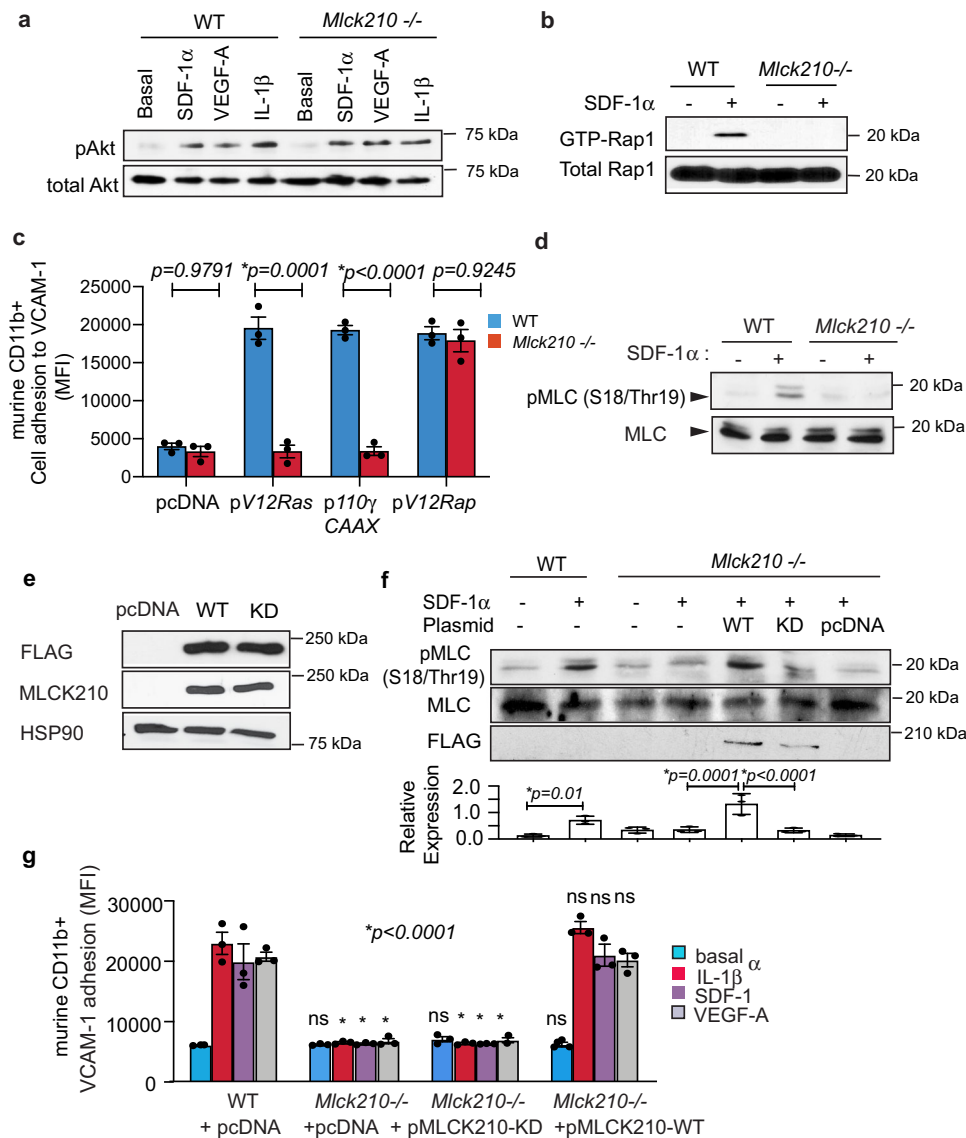 a
WT
Mlck210 -/-
Basal
SDF-1α
VEGF-A
IL-1β
Basal
SDF-1α
VEGF-A
IL-1β
pAkt
75 kDa
total Akt
75 kDa
b
WT
Mlck210-/-
SDF-1α
- + - +
GTP-Rap1
20 kDa
Total Rap1
20 kDa
c
p=0.9791 *p=0.0001 *p<0.0001 p=0.9245
murine CD11b+
Cell adhesion to VCAM-1
(MFI)
25000
20000
15000
10000
5000
0
WT
Mlck210 -/-
pcDNA pV12Ras p110γ pV12Rap
CAAX
d
WT
Mlck210 -/-
SDF-1α :
- + - +
pMLC (S18/Thr19)
20 kDa
MLC
20 kDa
e
pcDNA WT KD
FLAG
250 kDa
MLCK210
250 kDa
HSP90
75 kDa
f
WT
Mlck210 -/-
SDF-1α - + - + + + +
Plasmid - - - - WT KD pcDNA
pMLC
(S18/Thr19)
20 kDa
MLC
20 kDa
FLAG
210 kDa
Relative
Expression
2.0
1.0
0.0
*p=0.01
*p=0.0001
*p<0.0001
g
murine CD11b+
VCAM-1 adhesion (MFI)
30000
20000
10000
0
*p<0.0001
ns * * *
ns * * *
ns ns ns ns
basal α
IL-1β
SDF-1
VEGF-A
WT Mlck210-/- Mlck210-/- Mlck210-/-
+ pcDNA +pcDNA + pMLCK210-KD +pMLCK210-WT